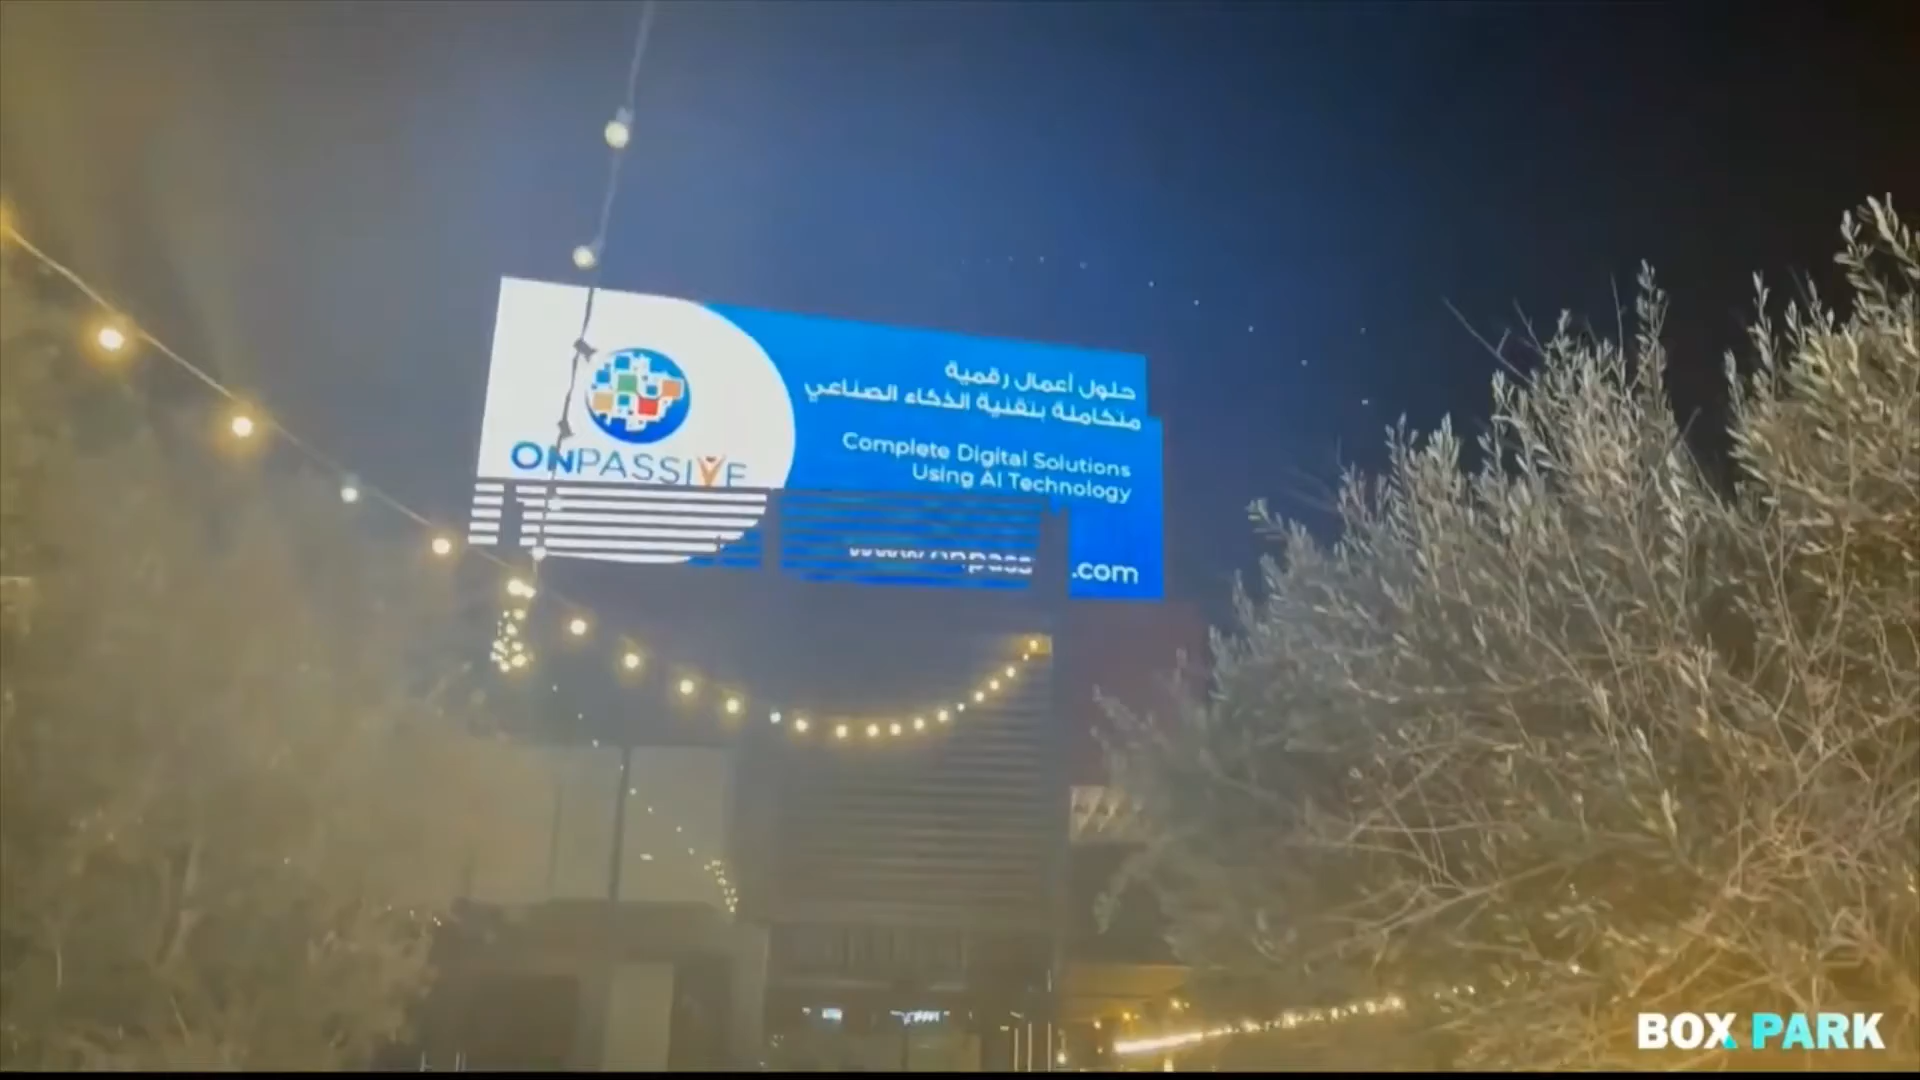 ONPASSIVE
حلول أعمال رقمية
متكاملة بتقنية الذكاء الصناعي
Complete Digital Solutions
Using AI Technology
.com
BOX PARK